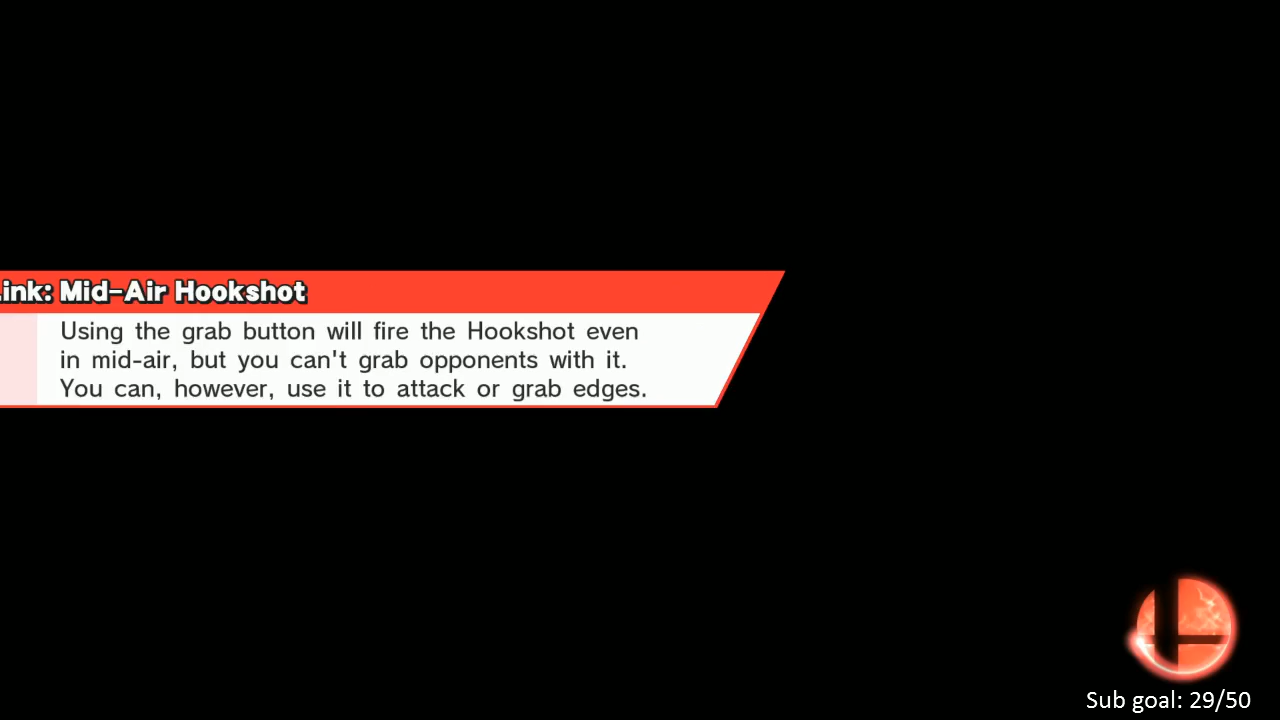 ink: Mid-Air Hookshot
Using the grab button will fire the Hookshot even
in mid-air, but you can't grab opponents with it.
You can, however, use it to attack or grab edges.
Sub goal: 29/50